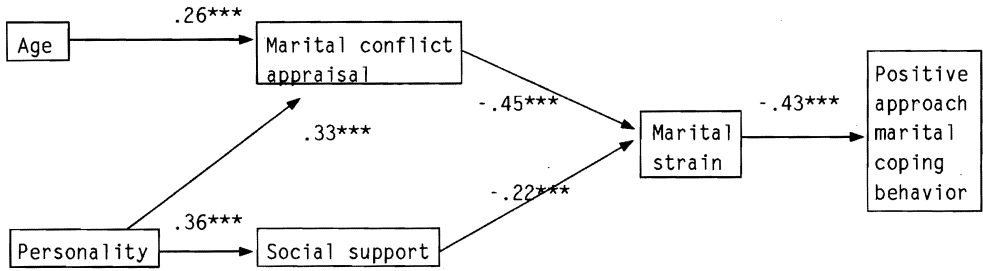 Age
.26***
Marital conflict
appraisal
.33***
-.45***
Personality
.36***
Social support
-.22***
Marital
strain
-.43***
Positive
approach
marital
coping
behavior